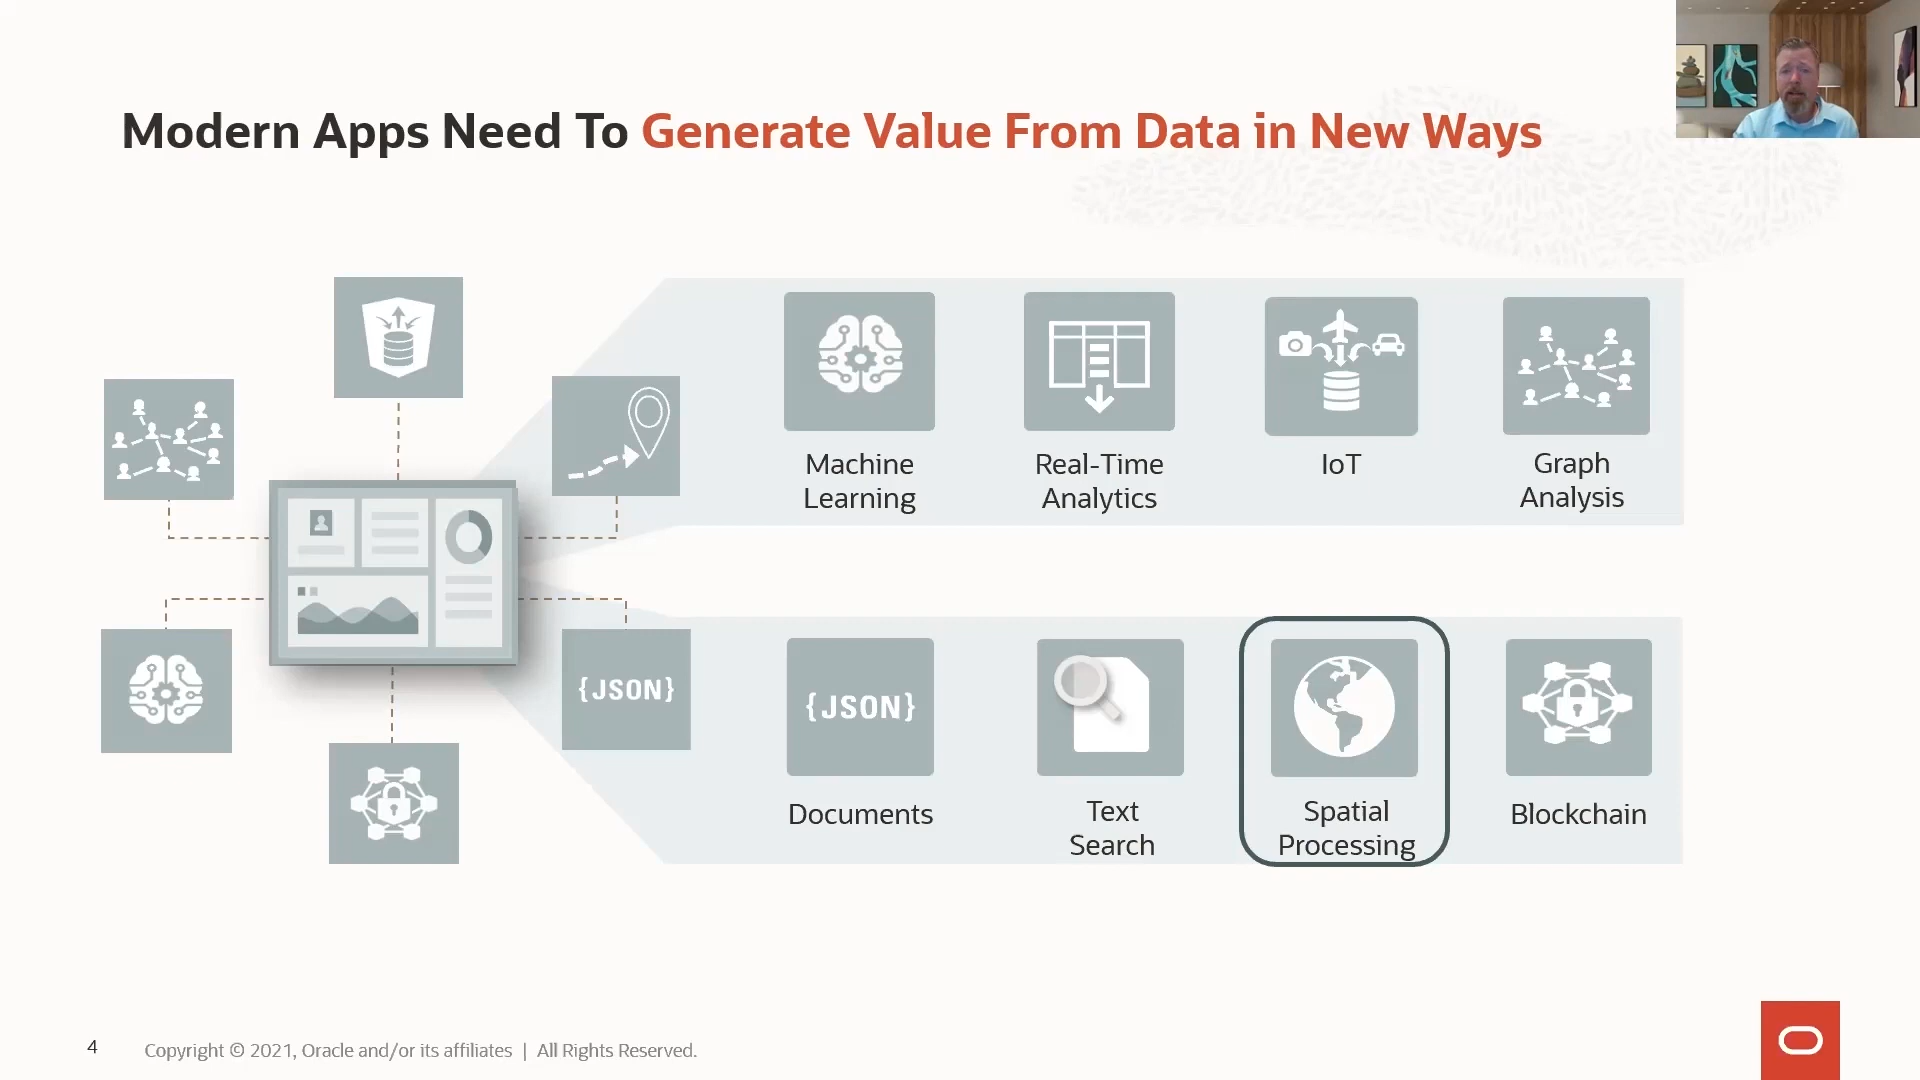 Modern Apps Need To Generate Value From Data in New Ways
Machine
Learning
Real-Time
Analytics
IoT
Graph
Analysis
{JSON}
{JSON}
Documents
Text
Search
Spatial
Processing
Blockchain
4
Copyright © 2021, Oracle and/or its affiliates | All Rights Reserved.